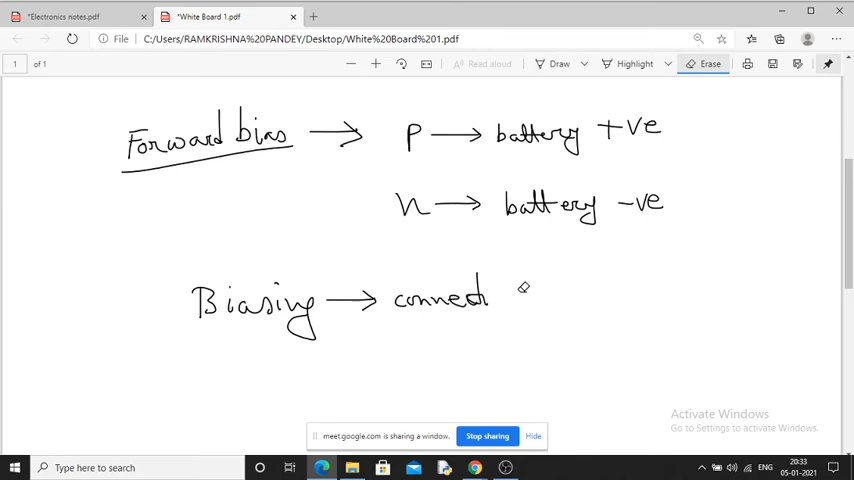 *Electronics notes.pdf
*White Board 1.pdf
File C:/Users/RAMKRISHNA%20PANDEY/Desktop/White%20Board%201.pdf
1 of 1 Read aloud Draw Highlight Erase
Forward bias → p → battery +ve
n → battery -ve
Biasing → connect
Activate Windows
Go to Settings to activate Windows.
meet.google.com is sharing a window. Stop sharing Hide
Type here to search
ENG
20:33
05-01-2021